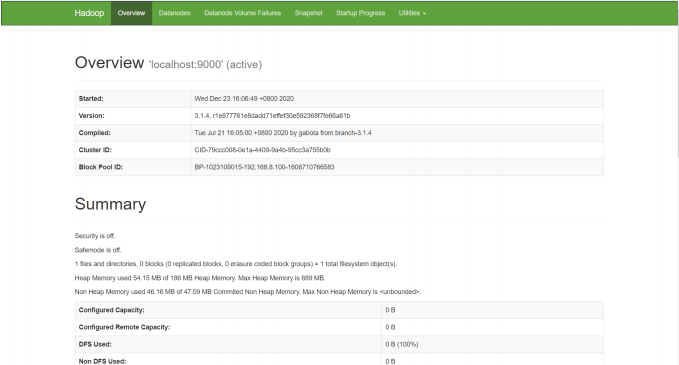 Hadoop Overview Datanodes Datanode Volume Failures Snapshot Startup Progress Utilities
Overview 'localhost:9000' (active)
Started: Wed Dec 23 16:06:49 +0800 2020
Version: 3.1.4, r1e877761e8dadd71effef30e592368f7fe66a61b
Compiled: Tue Jul 21 16:05:00 +0800 2020 by gabota from branch-3.1.4
Cluster ID: CID-79ccc008-0e1a-4409-9a4b-95cc3a755b0b
Block Pool ID: BP-1023109015-192.168.8.100-1608710766583
Summary
Security is off.
Safemode is off.
1 files and directories, 0 blocks (0 replicated blocks, 0 erasure coded block groups) = 1 total filesystem object(s).
Heap Memory used 54.15 MB of 186 MB Heap Memory. Max Heap Memory is 889 MB.
Non Heap Memory used 46.16 MB of 47.09 MB Commited Non Heap Memory. Max Non Heap Memory is <unbounded>.
Configured Capacity: 0 B
Configured Remote Capacity: 0 B
DFS Used: 0 B (100%)
Non DFS Used: 0 B